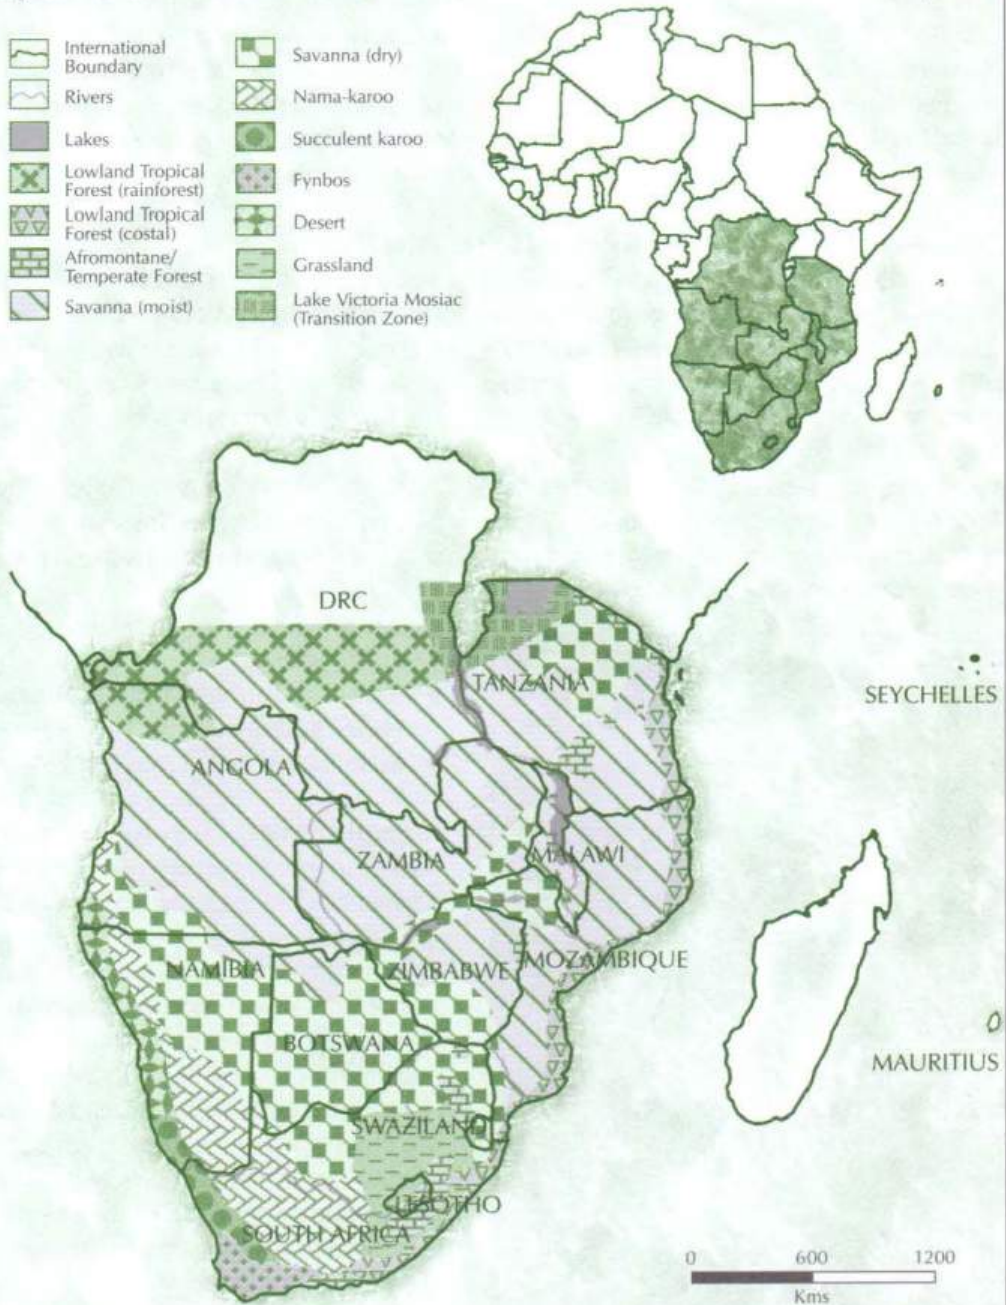 International
Boundary
Rivers
Lakes
Lowland Tropical
Forest (rainforest)
Lowland Tropical
Forest (costal)
Afromontane/
Temperate Forest
Savanna (moist)
Savanna (dry)
Nama-karoo
Succulent karoo
Fynbos
Desert
Grassland
Lake Victoria Mosiac
(Transition Zone)
DRC
TANZANIA
SEYCHELLES
ANGOLA
ZAMBIA
MALAWI
NAMIBIA
ZIMBABWE
MOZAMBIQUE
BOTSWANA
MAURITIUS
SWAZILAND
LESOTHO
SOUTH AFRICA
0 600 1200
Kms